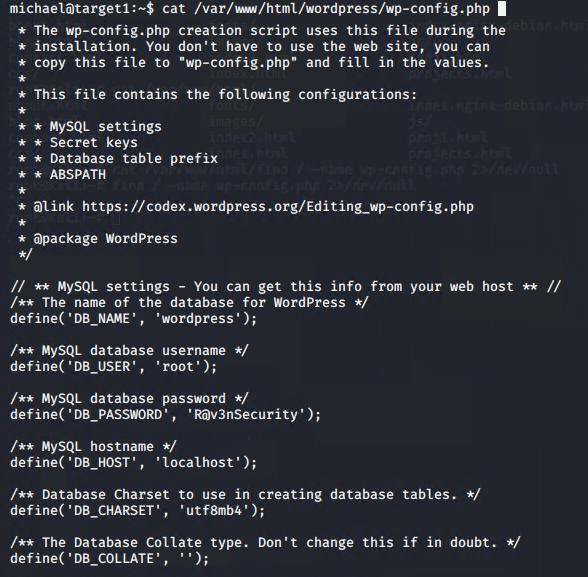 michael@target1:~$ cat /var/www/html/wordpress/wp-config.php
* The wp-config.php creation script uses this file during the
* installation. You don't have to use the web site, you can
* copy this file to "wp-config.php" and fill in the values.
*
* This file contains the following configurations:
*
* * MySQL settings
* * Secret keys
* * Database table prefix
* * ABSPATH
*
* @link https://codex.wordpress.org/Editing_wp-config.php
*
* @package WordPress
*/

// ** MySQL settings - You can get this info from your web host ** //
/** The name of the database for WordPress */
define('DB_NAME', 'wordpress');

/** MySQL database username */
define('DB_USER', 'root');

/** MySQL database password */
define('DB_PASSWORD', 'R@v3nSecurity');

/** MySQL hostname */
define('DB_HOST', 'localhost');

/** Database Charset to use in creating database tables. */
define('DB_CHARSET', 'utf8mb4');

/** The Database Collate type. Don't change this if in doubt. */
define('DB_COLLATE', '');